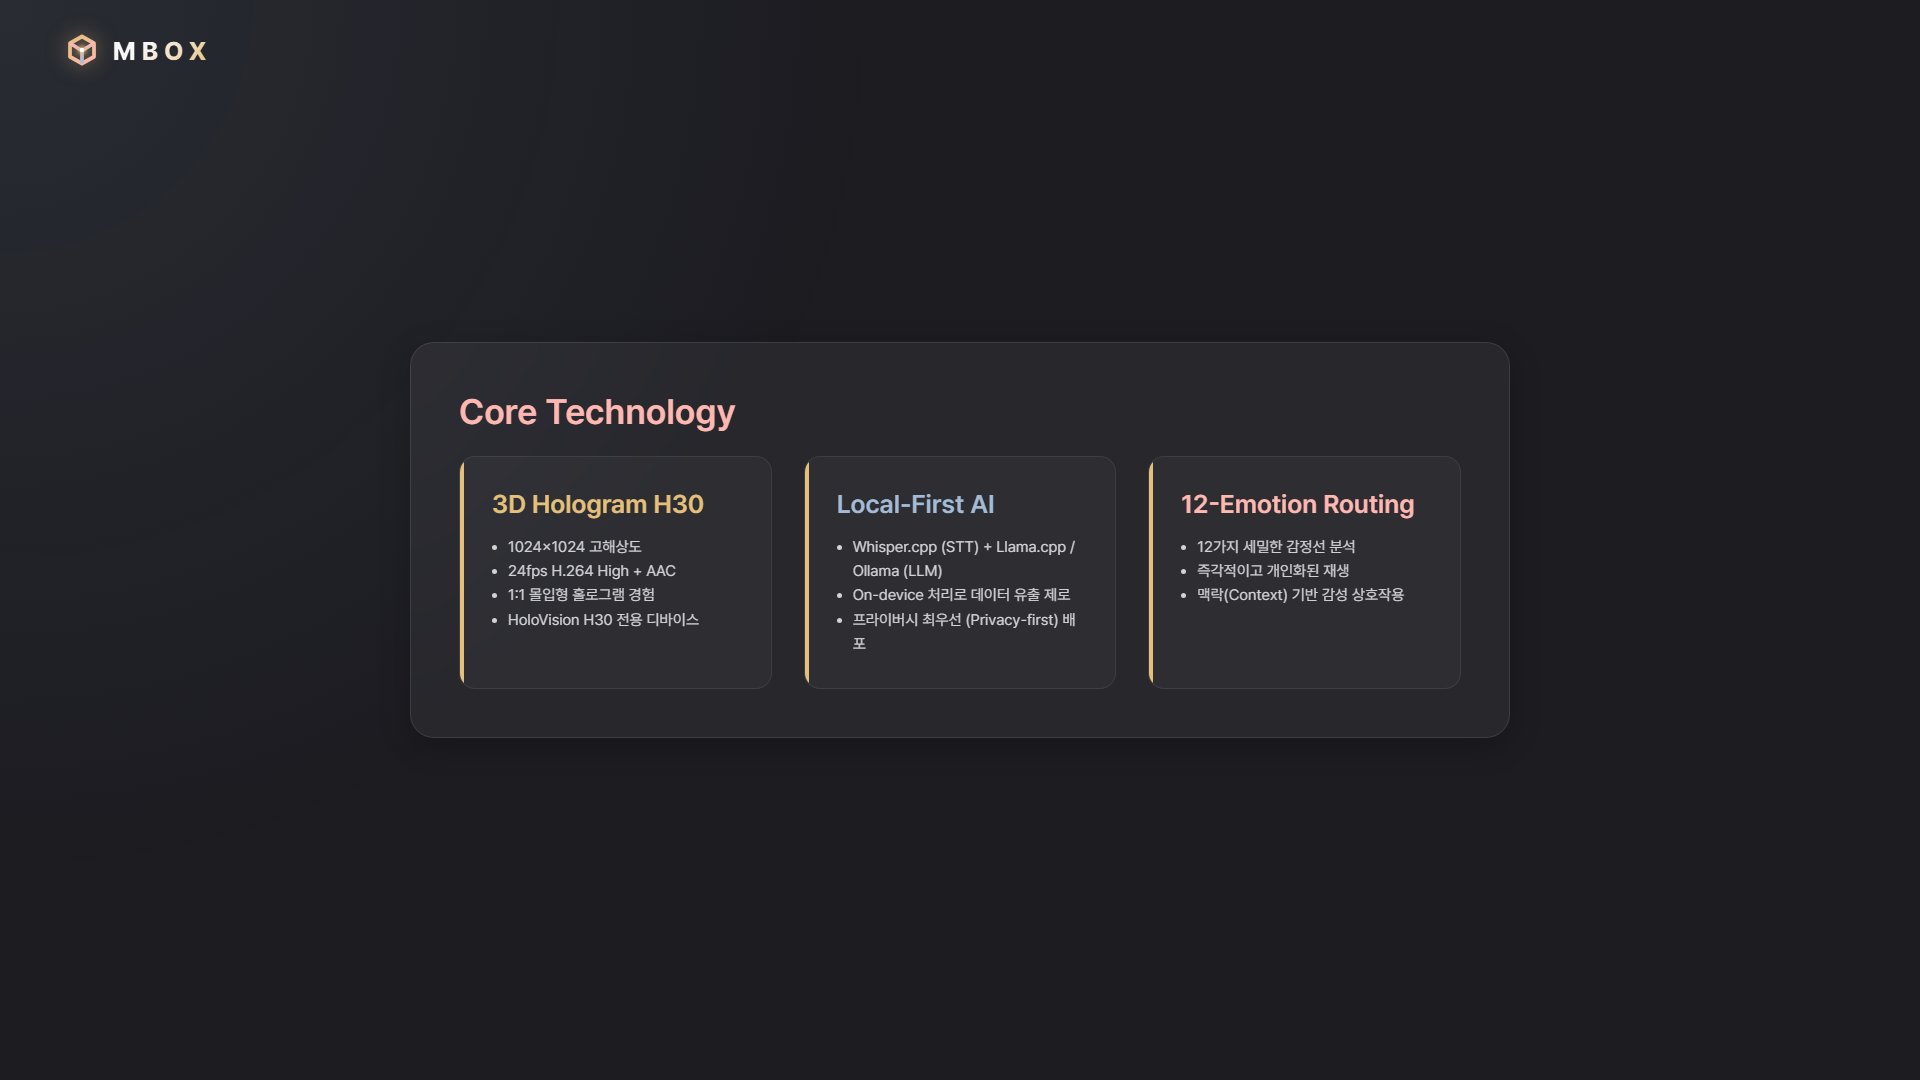 MBOX
Core Technology
3D Hologram H30
• 1024×1024 고해상도
• 24fps H.264 High + AAC
• 1:1 몰입형 홀로그램 경험
• HoloVision H30 전용 디바이스
Local-First AI
• Whisper.cpp (STT) + Llama.cpp /
Ollama (LLM)
• On-device 처리로 데이터 유출 제로
• 프라이버시 최우선 (Privacy-first) 배
포
12-Emotion Routing
• 12가지 세밀한 감정선 분석
• 즉각적이고 개인화된 재생
• 맥락(Context) 기반 감성 상호작용